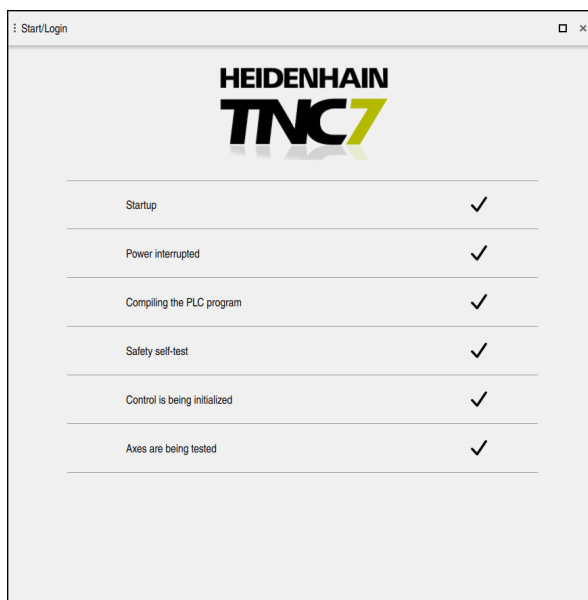 Start/Login
HEIDENHAIN
TNC7
Startup
Power interrupted
Compiling the PLC program
Safety self-test
Control is being initialized
Axes are being tested